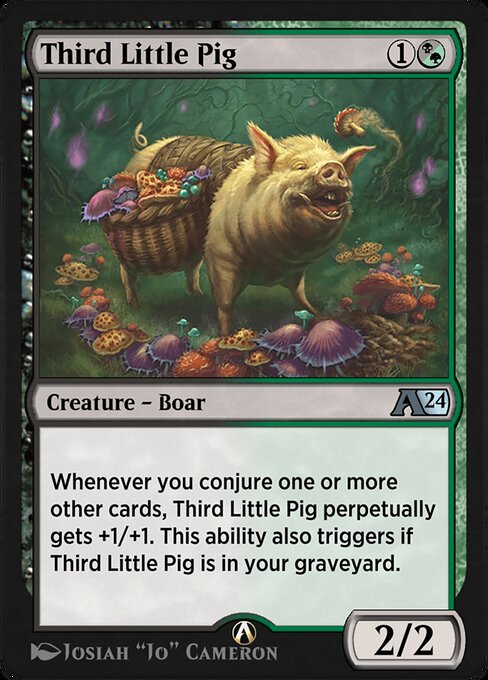 Third Little Pig 1
Creature – Boar A24
Whenever you conjure one or more
other cards, Third Little Pig perpetually
gets +1/+1. This ability also triggers if
Third Little Pig is in your graveyard.
2/2
Josiah “Jo” Cameron